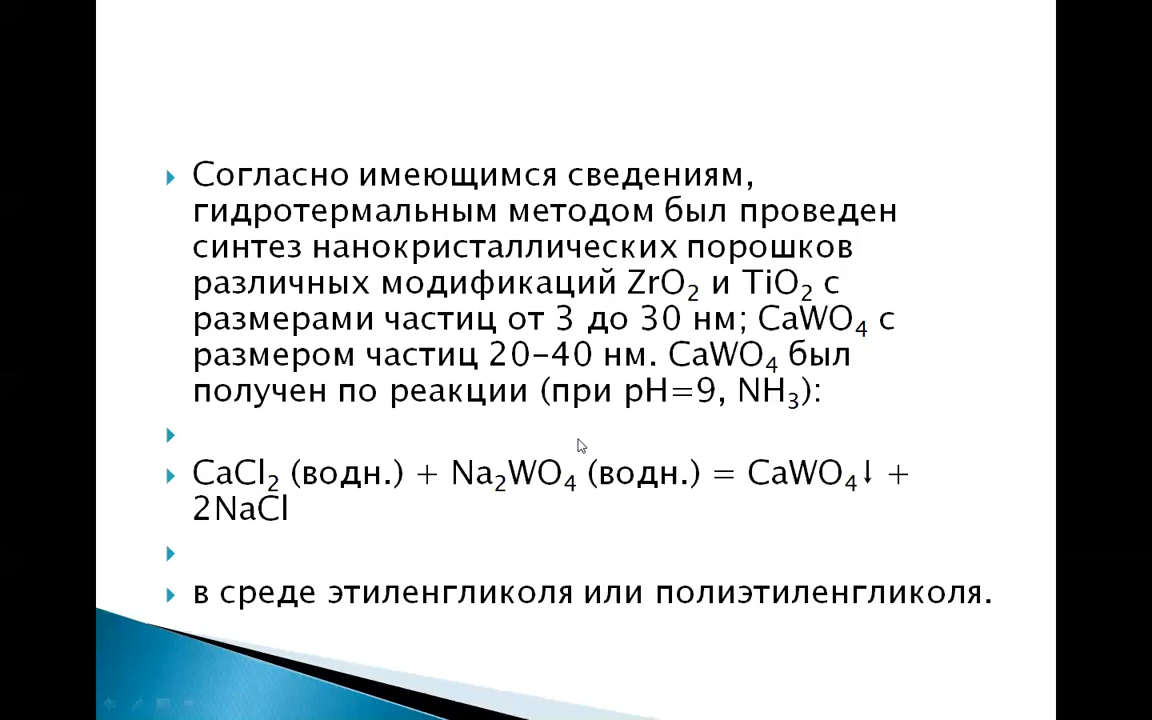 Согласно имеющимся сведениям,
гидротермальным методом был проведен
синтез нанокристаллических порошков
различных модификаций ZrO₂ и TiO₂ с
размерами частиц от 3 до 30 нм; CaWO₄ с
размером частиц 20-40 нм. CaWO₄ был
получен по реакции (при pH=9, NH₃):
CaCl₂ (водн.) + Na₂WO₄ (водн.) = CaWO₄↓ +
2NaCl
в среде этиленгликоля или полиэтиленгликоля.